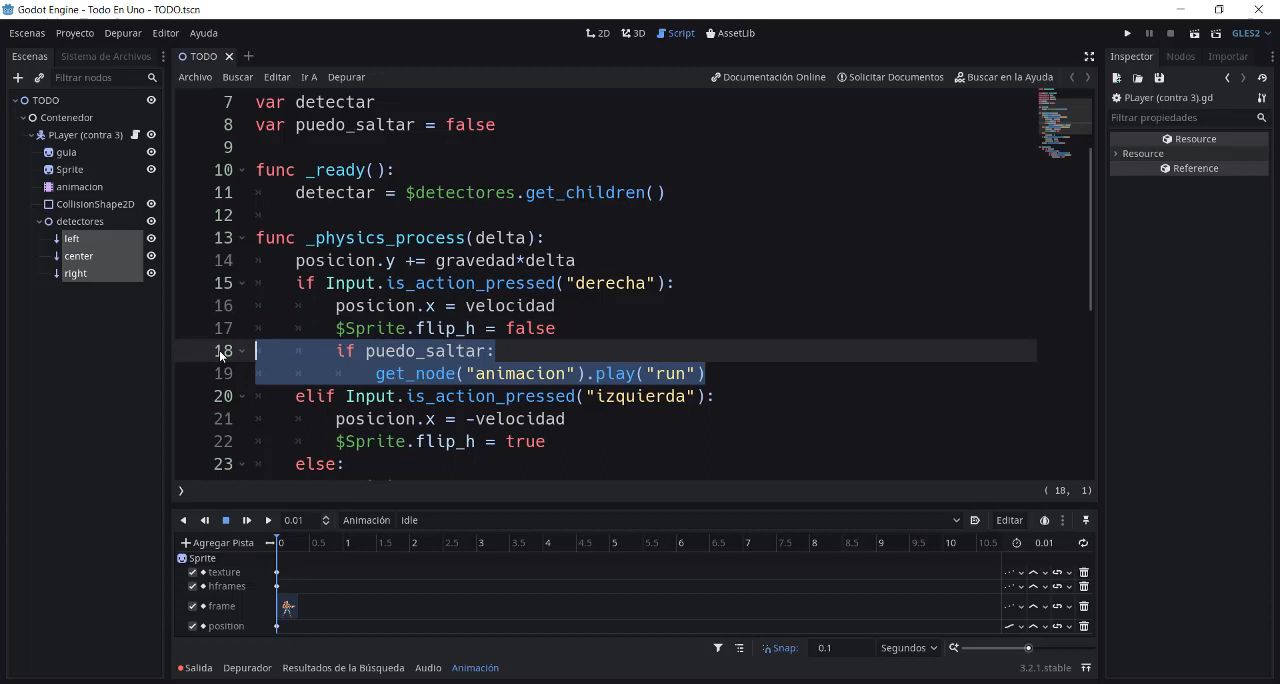 Godot Engine - Todo En Uno - TODO.tscn
Escenas Proyecto Depurar Editor Ayuda
2D 3D Script AssetLib
GLES2
Escenas Sistema de Archivos
TODO
Inspector Nodos Importar
Filtrar nodos
Archivo Buscar Editar Ir A Depurar
Documentación Online Solicitar Documentos Buscar en la Ayuda
PLayer (contra 3).gd
Filtrar propiedades
Resource
Resource
Reference
TODO
Contenedor
PLayer (contra 3)
guia
Sprite
animacion
CollisionShape2D
detectores
left
center
right
7 var detectar
8 var puedo_saltar = false
9
10 func _ready():
11 detectar = $detectores.get_children()
12
13 func _physics_process(delta):
14 posicion.y += gravedad*delta
15 if Input.is_action_pressed("derecha"):
16 posicion.x = velocidad
17 $Sprite.flip_h = false
18 if puedo_saltar:
19 get_node("animacion").play("run")
20 elif Input.is_action_pressed("izquierda"):
21 posicion.x = -velocidad
22 $Sprite.flip_h = true
23 else:
( 18, 1)
0.01 Animación Idle Editar
Agregar Pista 0 0.5 1 1.5 2 2.5 3 3.5 4 4.5 5 5.5 6 6.5 7 7.5 8 8.5 9 9.5 10 10.5 0.01
Sprite
texture
hframes
frame
position
Snap: 0.1 Segundos
Salida Depurador Resultados de la Búsqueda Audio Animación 3.2.1.stable